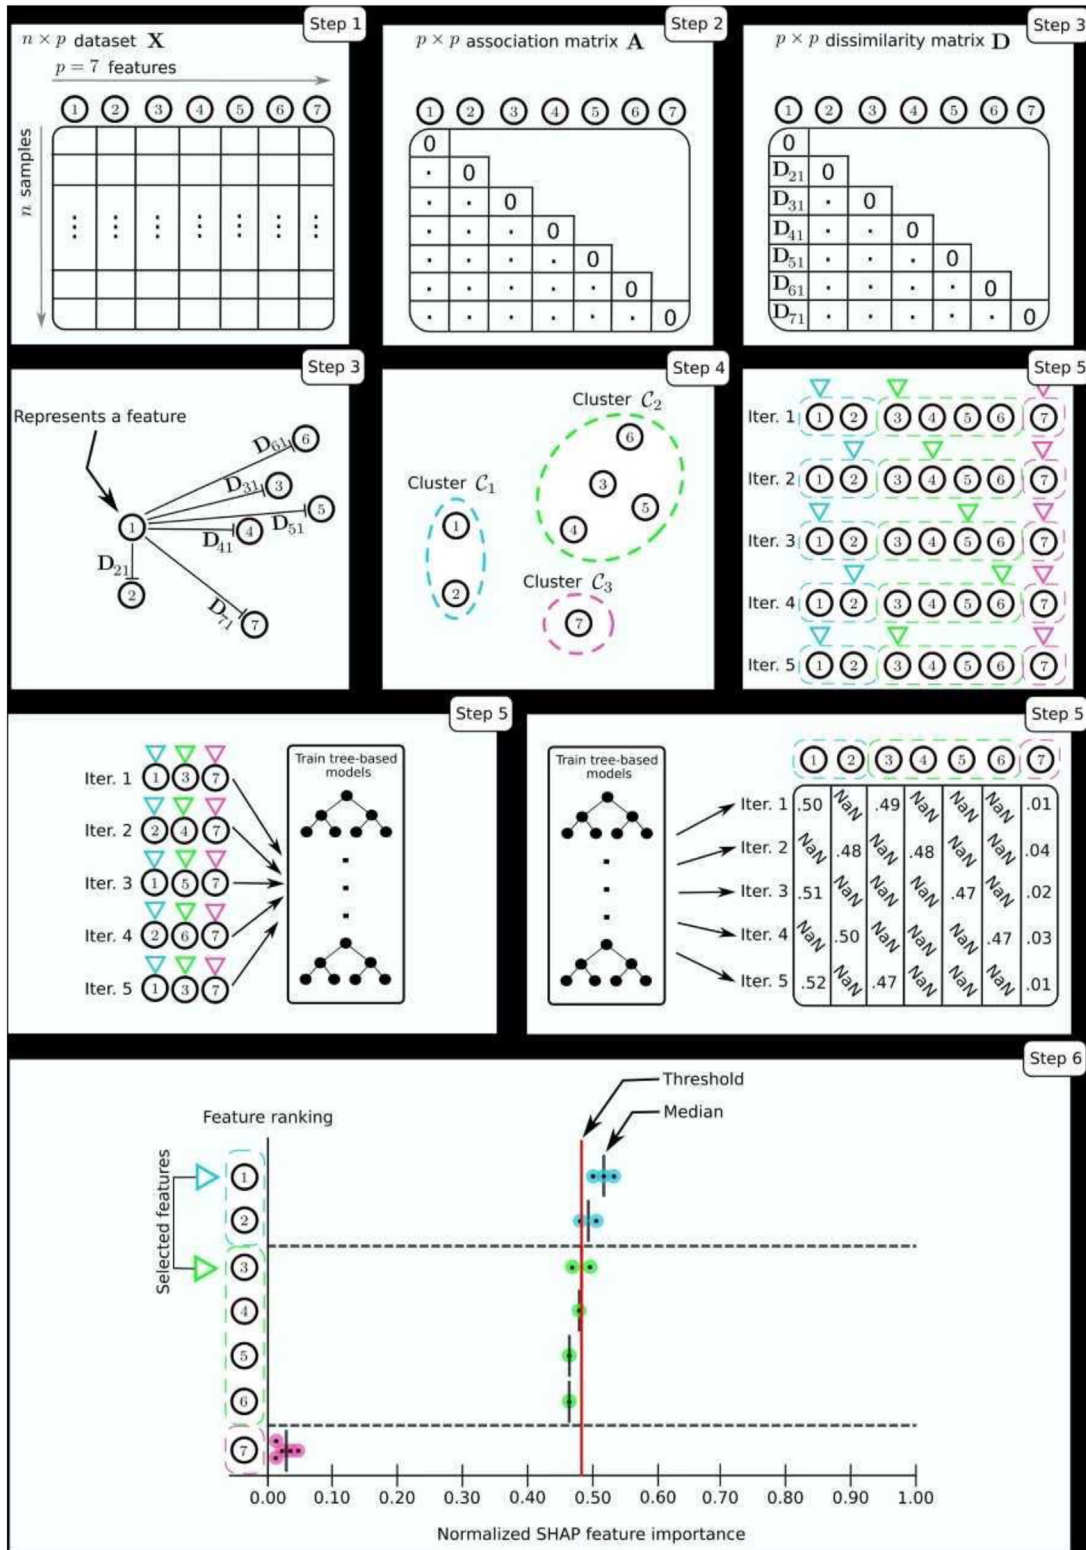 Step 1
n × p dataset X
p = 7 features
n samples
1 2 3 4 5 6 7
⋮ ⋮ ⋮ ⋮ ⋮ ⋮ ⋮
Step 2
p × p association matrix A
1 2 3 4 5 6 7
0
· 0
· · 0
· · · 0
· · · · 0
· · · · · 0
· · · · · · 0
Step 3
p × p dissimilarity matrix D
1 2 3 4 5 6 7
0
D21 0
D31 · 0
D41 · · 0
D51 · · · 0
D61 · · · · 0
D71 · · · · · 0
Step 3
Represents a feature
D61 6
D31 3
D51 5
1
D41 4
D21
2
D71 7
Step 4
Cluster C2
6
3
5
4
Cluster C1
1
2
Cluster C3
7
Step 5
Iter. 1 1 2 3 4 5 6 7
Iter. 2 1 2 3 4 5 6 7
Iter. 3 1 2 3 4 5 6 7
Iter. 4 1 2 3 4 5 6 7
Iter. 5 1 2 3 4 5 6 7
Step 5
Iter. 1 1 3 7
Iter. 2 2 4 7
Iter. 3 1 5 7
Iter. 4 2 6 7
Iter. 5 1 3 7
Train tree-based
models
Step 5
Train tree-based
models
1 2 3 4 5 6 7
Iter. 1 .50 NaN .49 NaN NaN NaN .01
Iter. 2 NaN .48 NaN .48 NaN NaN .04
Iter. 3 .51 NaN NaN NaN .47 NaN .02
Iter. 4 NaN .50 NaN NaN NaN .47 .03
Iter. 5 .52 NaN .47 NaN NaN NaN .01
Step 6
Threshold
Median
Feature ranking
Selected features
1
2
3
4
5
6
7
0.00 0.10 0.20 0.30 0.40 0.50 0.60 0.70 0.80 0.90 1.00
Normalized SHAP feature importance